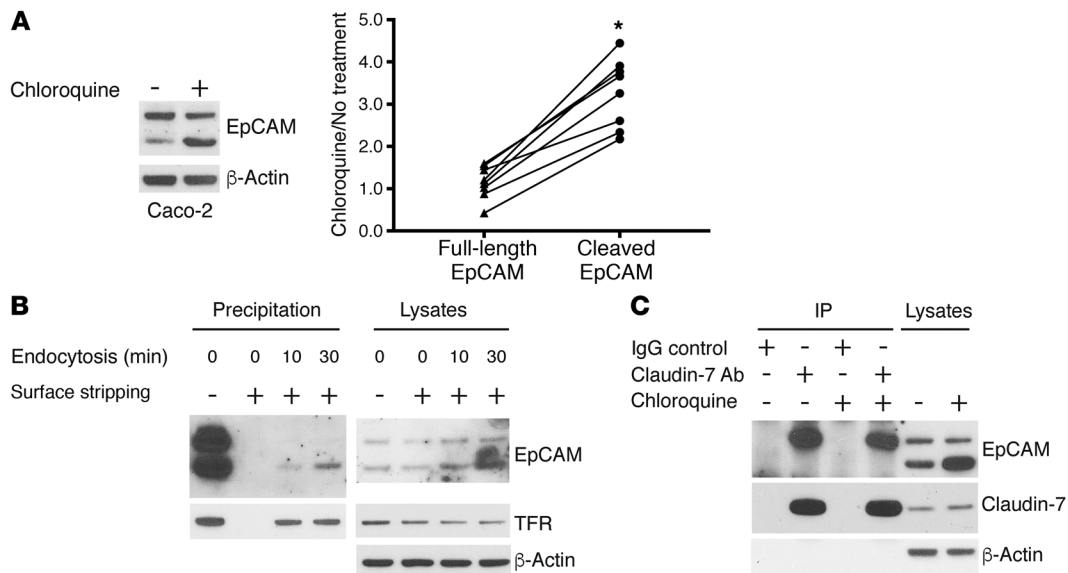 A
Chloroquine - +
EpCAM
β-Actin
Caco-2
Chloroquine/No treatment
5.0
4.0
3.0
2.0
1.0
0.0
*
Full-length EpCAM
Cleaved EpCAM
B
Precipitation Lysates
Endocytosis (min) 0 0 10 30 0 0 10 30
Surface stripping - + + + - + + +
EpCAM
TFR
β-Actin
C
IP Lysates
IgG control + - + -
Claudin-7 Ab - + - +
Chloroquine - - + + - +
EpCAM
Claudin-7
β-Actin